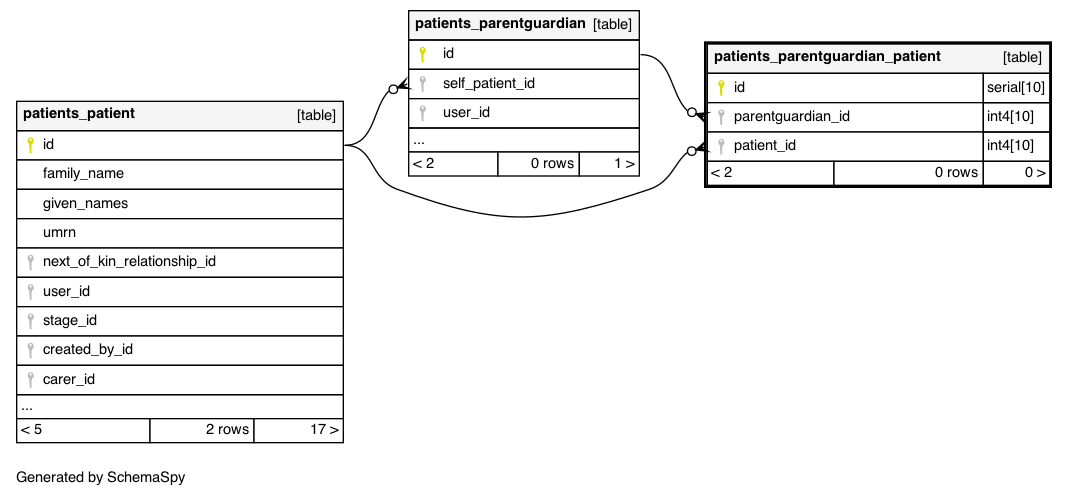 patients_patient [table]
id
family_name
given_names
umrn
next_of_kin_relationship_id
user_id
stage_id
created_by_id
carer_id
...
< 5 2 rows 17 >
patients_parentguardian [table]
id
self_patient_id
user_id
...
< 2 0 rows 1 >
patients_parentguardian_patient [table]
id serial[10]
parentguardian_id int4[10]
patient_id int4[10]
< 2 0 rows 0 >
Generated by SchemaSpy